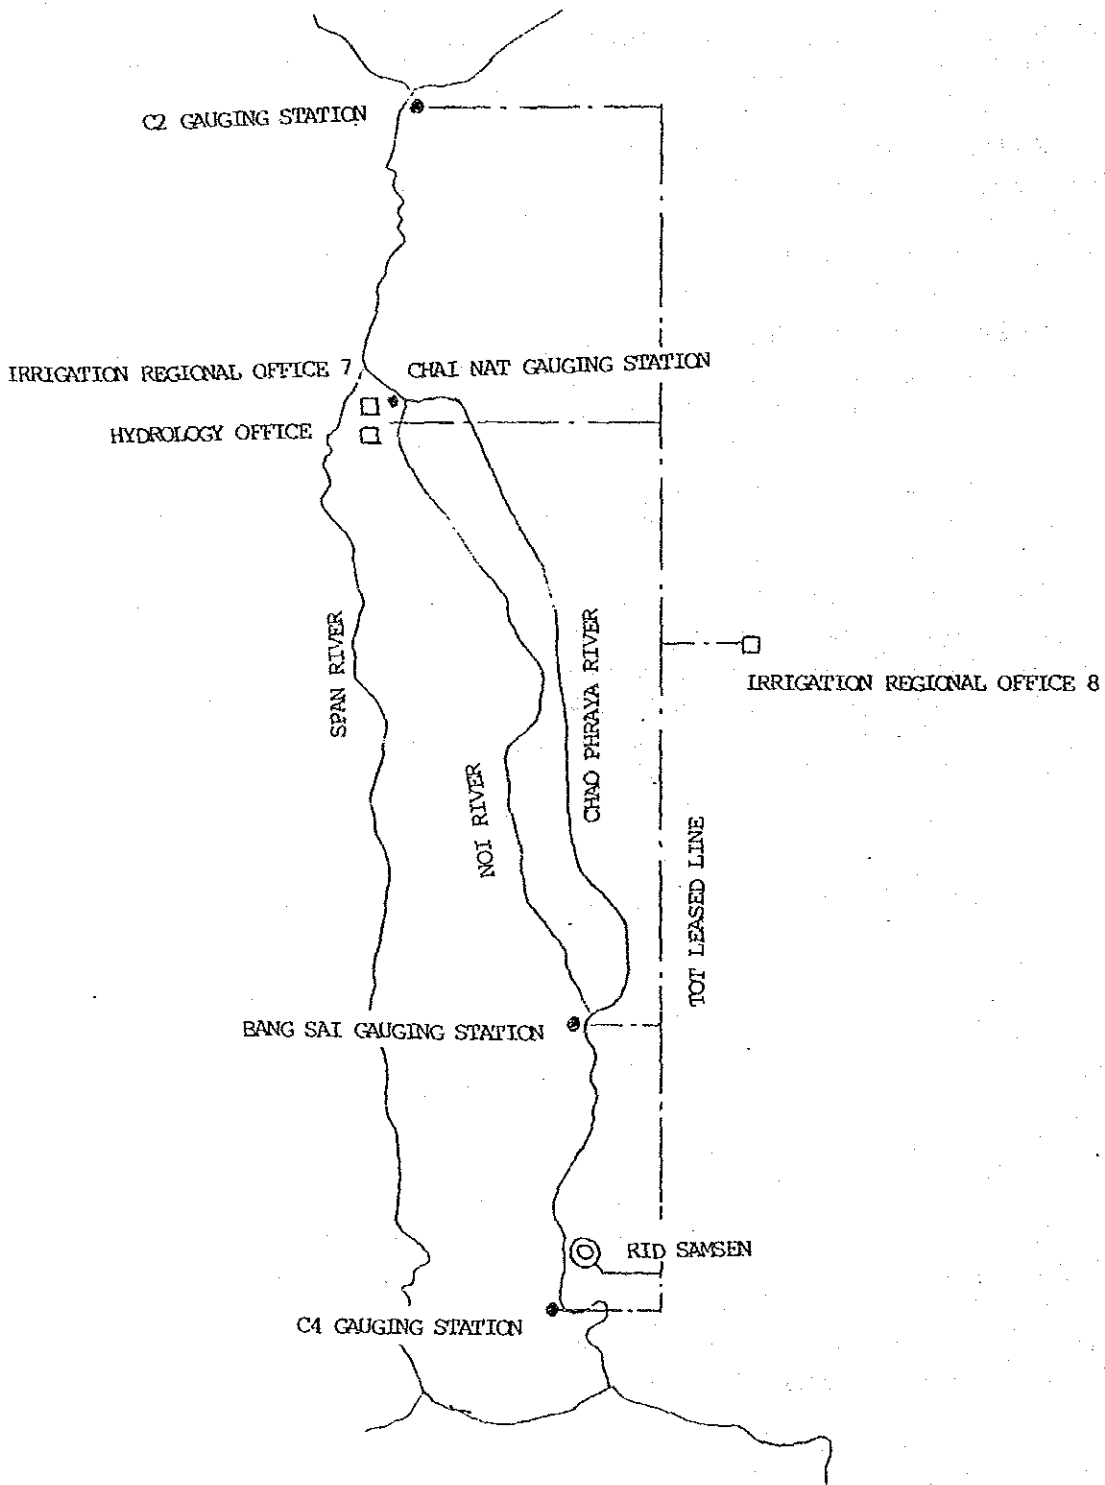 C2 GAUGING STATION
IRRIGATION REGIONAL OFFICE 7
CHAI NAT GAUGING STATION
HYDROLOGY OFFICE
SPAN RIVER
CHAO PHRAYA RIVER
IRRIGATION REGIONAL OFFICE 8
NOI RIVER
TOT LEASED LINE
BANG SAI GAUGING STATION
RID SAMSEN
C4 GAUGING STATION